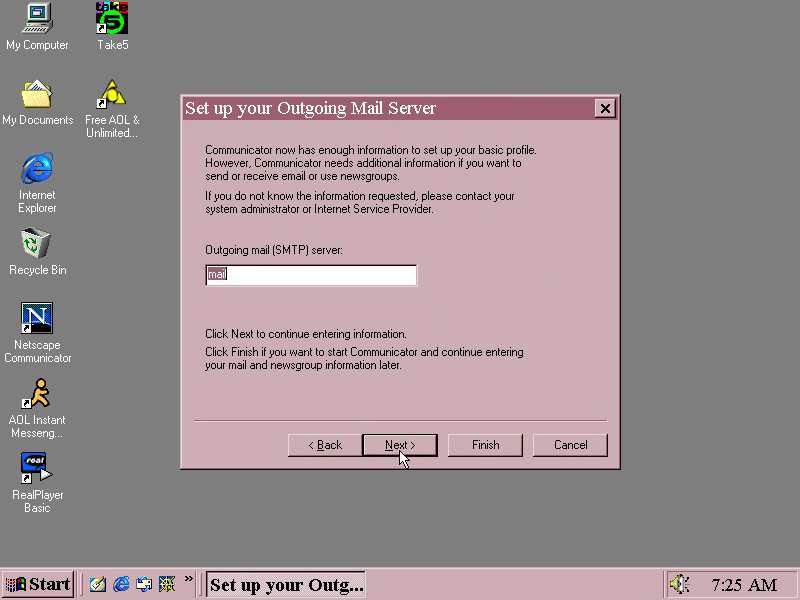 My Computer
Take5
My Documents
Free AOL &
Unlimited...
Internet
Explorer
Recycle Bin
Netscape
Communicator
AOL Instant
Messeng...
real
RealPlayer
Basic
Set up your Outgoing Mail Server
Communicator now has enough information to set up your basic profile.
However, Communicator needs additional information if you want to
send or receive email or use newsgroups.
If you do not know the information requested, please contact your
system administrator or Internet Service Provider.
Outgoing mail (SMTP) server:
mail
Click Next to continue entering information.
Click Finish if you want to start Communicator and continue entering
your mail and newsgroup information later.
< Back
Next >
Finish
Cancel
Start
»
Set up your Outg...
7:25 AM